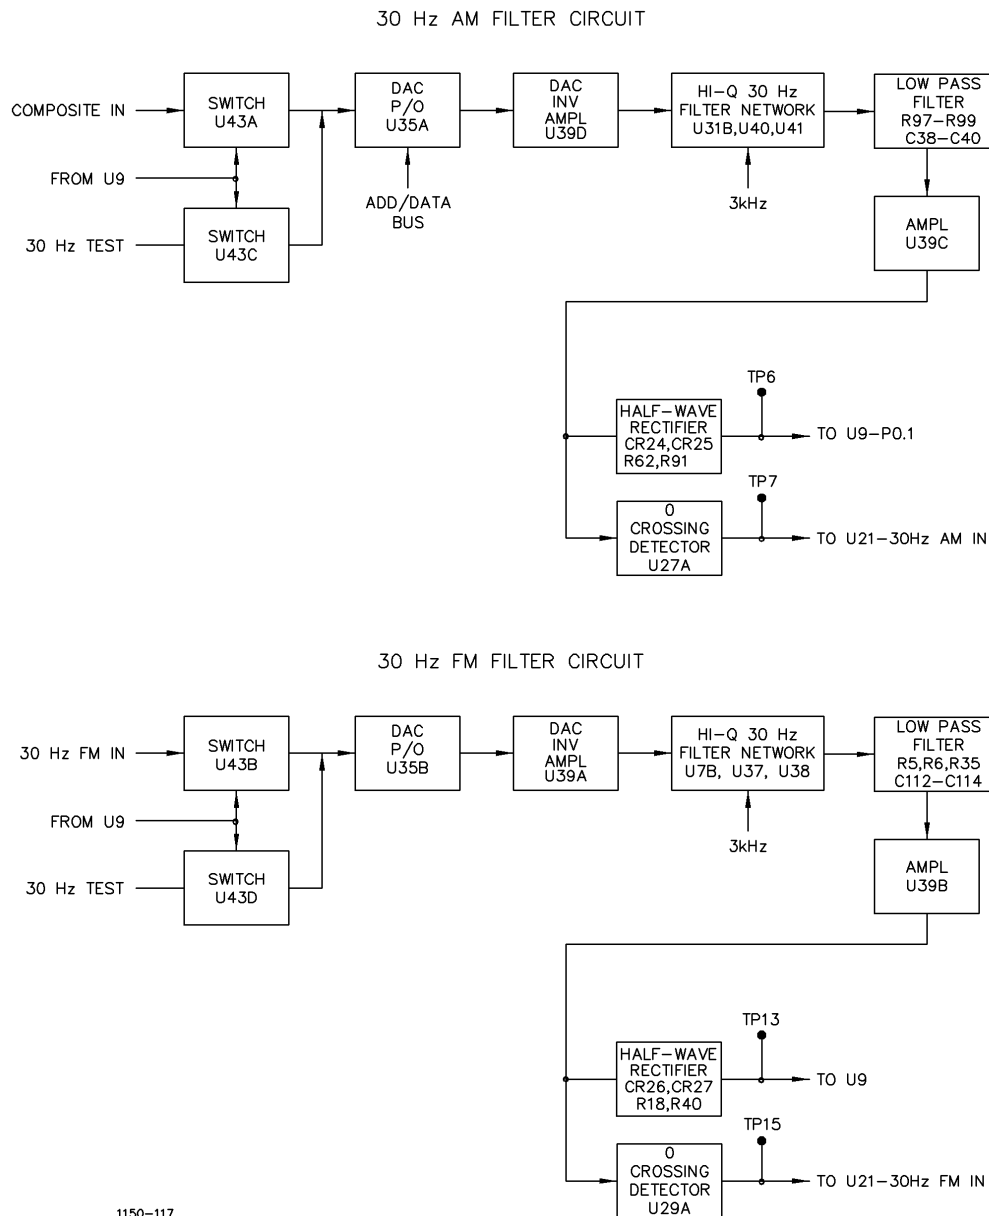 30 Hz AM FILTER CIRCUIT
COMPOSITE IN
SWITCH
U43A
DAC
P/O
U35A
DAC
INV
AMPL
U39D
HI-Q 30 Hz
FILTER NETWORK
U31B,U40,U41
LOW PASS
FILTER
R97-R99
C38-C40
FROM U9
ADD/DATA
BUS
3kHz
30 Hz TEST
SWITCH
U43C
AMPL
U39C
TP6
HALF-WAVE
RECTIFIER
CR24,CR25
R62,R91
TO U9-P0.1
TP7
0
CROSSING
DETECTOR
U27A
TO U21-30Hz AM IN
30 Hz FM FILTER CIRCUIT
30 Hz FM IN
SWITCH
U43B
DAC
P/O
U35B
DAC
INV
AMPL
U39A
HI-Q 30 Hz
FILTER NETWORK
U7B, U37, U38
LOW PASS
FILTER
R5,R6,R35
C112-C114
FROM U9
3kHz
30 Hz TEST
SWITCH
U43D
AMPL
U39B
TP13
HALF-WAVE
RECTIFIER
CR26,CR27
R18,R40
TO U9
TP15
0
CROSSING
DETECTOR
U29A
TO U21-30Hz FM IN
1150-117